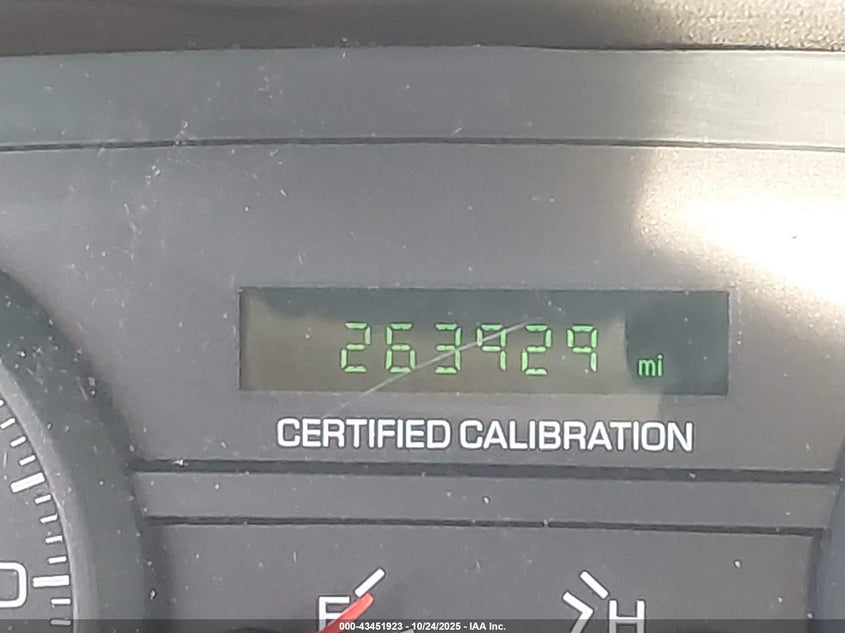 263929 mi
CERTIFIED CALIBRATION
F H
000-43451923 - 10/24/2025 - IAA Inc.